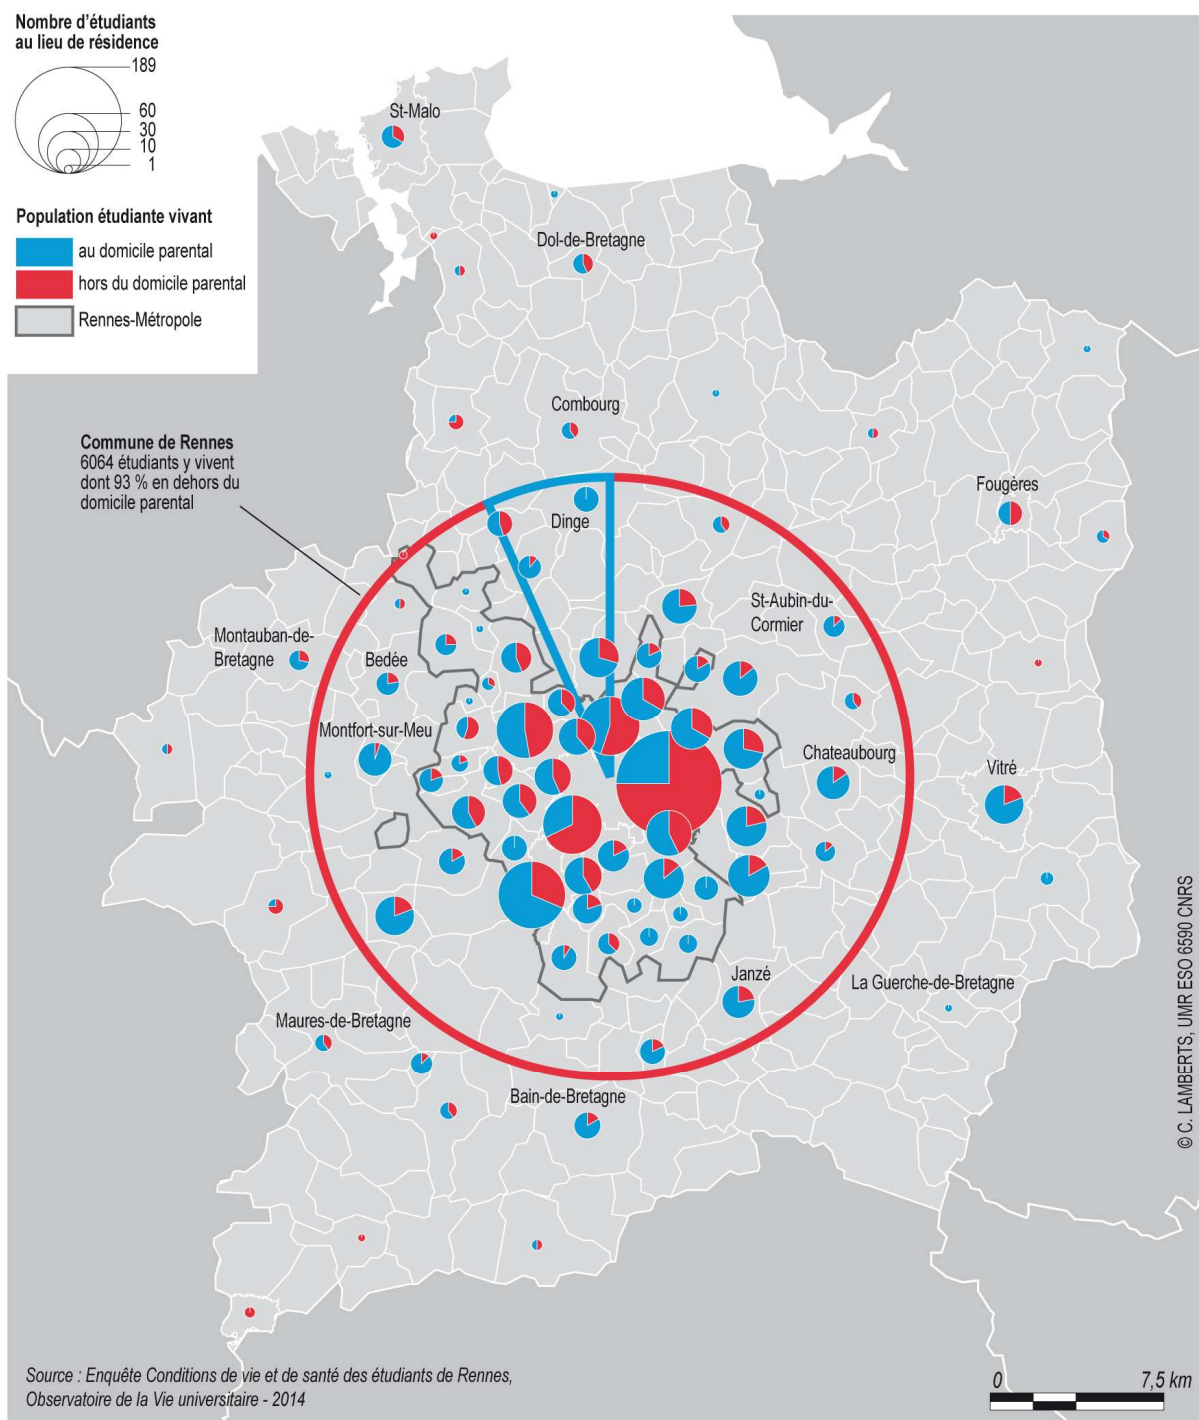 Nombre d'étudiants
au lieu de résidence
189
60
30
10
1
Population étudiante vivant
au domicile parental
hors du domicile parental
Rennes-Métropole
St-Malo
Dol-de-Bretagne
Combourg
Commune de Rennes
6064 étudiants y vivent
dont 93 % en dehors du
domicile parental
Fougères
Dinge
St-Aubin-du-
Cormier
Montauban-de-
Bretagne
Bedée
Montfort-sur-Meu
Chateaubourg
Vitré
Janzé
La Guerche-de-Bretagne
Maures-de-Bretagne
Bain-de-Bretagne
© C. LAMBERTS, UMR ESO 6590 CNRS
Source : Enquête Conditions de vie et de santé des étudiants de Rennes,
Observatoire de la Vie universitaire - 2014
0 7,5 km